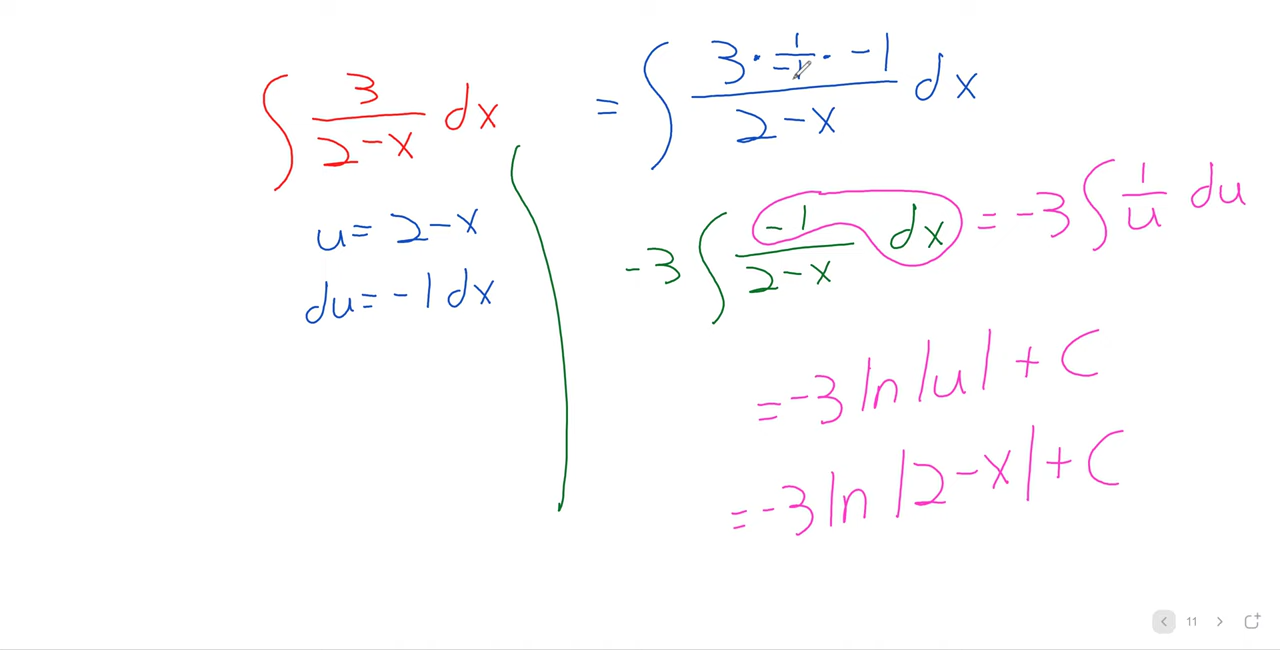 ∫ 3/(2-x) dx = ∫ (3 · 1/-1 · -1)/(2-x) dx
u = 2-x
du = -1 dx
-3 ∫ -1/(2-x) dx = -3 ∫ 1/u du
= -3 ln |u| + C
= -3 ln |2-x| + C
11